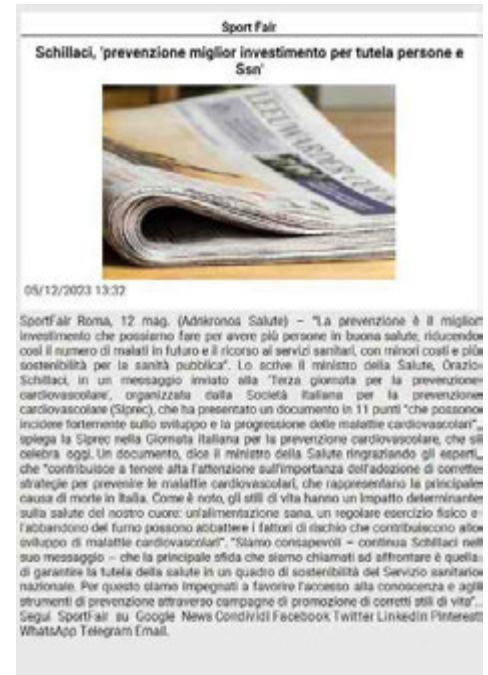 Sport Fair
Schillaci, 'prevenzione miglior investimento per tutela persone e
Ssn'
LEEUWARDER COURANT
05/12/2023 13:32
SportFair Roma, 12 mag. (Adnkronos Salute) – "La prevenzione è il miglior
investimento che possiamo fare per avere più persone in buona salute, riducendo
così il numero di malati in futuro e il ricorso ai servizi sanitari, con minori costi e più
sostenibilità per la sanità pubblica". Lo scrive il ministro della Salute, Orazio
Schillaci, in un messaggio inviato alla 'Terza giornata per la prevenzione
cardiovascolare', organizzata dalla Società italiana per la prevenzione
cardiovascolare (Siprec), che ha presentato un documento in 11 punti "che possono
incidere fortemente sullo sviluppo e la progressione delle malattie cardiovascolari",
spiega la Siprec nella Giornata italiana per la prevenzione cardiovascolare, che si
celebra oggi. Un documento, dice il ministro della Salute ringraziando gli esperti,
che "contribuisce a tenere alta l'attenzione sull'importanza dell'adozione di corrette
strategie per prevenire le malattie cardiovascolari, che rappresentano la principale
causa di morte in Italia. Come è noto, gli stili di vita hanno un impatto determinante
sulla salute del nostro cuore: un'alimentazione sana, un regolare esercizio fisico e
l'abbandono del fumo possono abbattere i fattori di rischio che contribuiscono allo
sviluppo di malattie cardiovascolari". "Siamo consapevoli – continua Schillaci nel
suo messaggio – che la principale sfida che siamo chiamati ad affrontare è quella
di garantire la tutela della salute in un quadro di sostenibilità del Servizio sanitario
nazionale. Per questo siamo impegnati a favorire l'accesso alla conoscenza e agli
strumenti di prevenzione attraverso campagne di promozione di corretti stili di vita".
Segui SportFair su Google News Condividi Facebook Twitter LinkedIn Pinterest
WhatsApp Telegram Email.